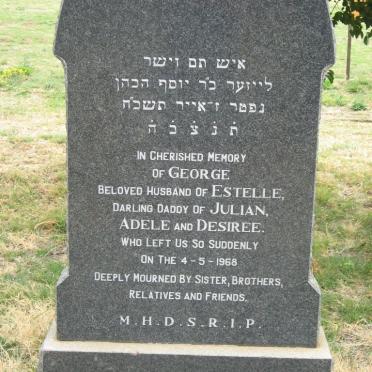 איש תם וישר
לייזער כ״ר יוסף הכהן
נפטר ז׳ אייר תשכ״ח
ת׳ נ׳ צ׳ ב׳ ה׳
IN CHERISHED MEMORY
OF GEORGE
BELOVED HUSBAND OF ESTELLE,
DARLING DADDY OF JULIAN,
ADELE AND DESIREE.
WHO LEFT US SO SUDDENLY
ON THE 4-5-1968
DEEPLY MOURNED BY SISTER, BROTHERS,
RELATIVES AND FRIENDS.
M.H.D.S.R.I.P.